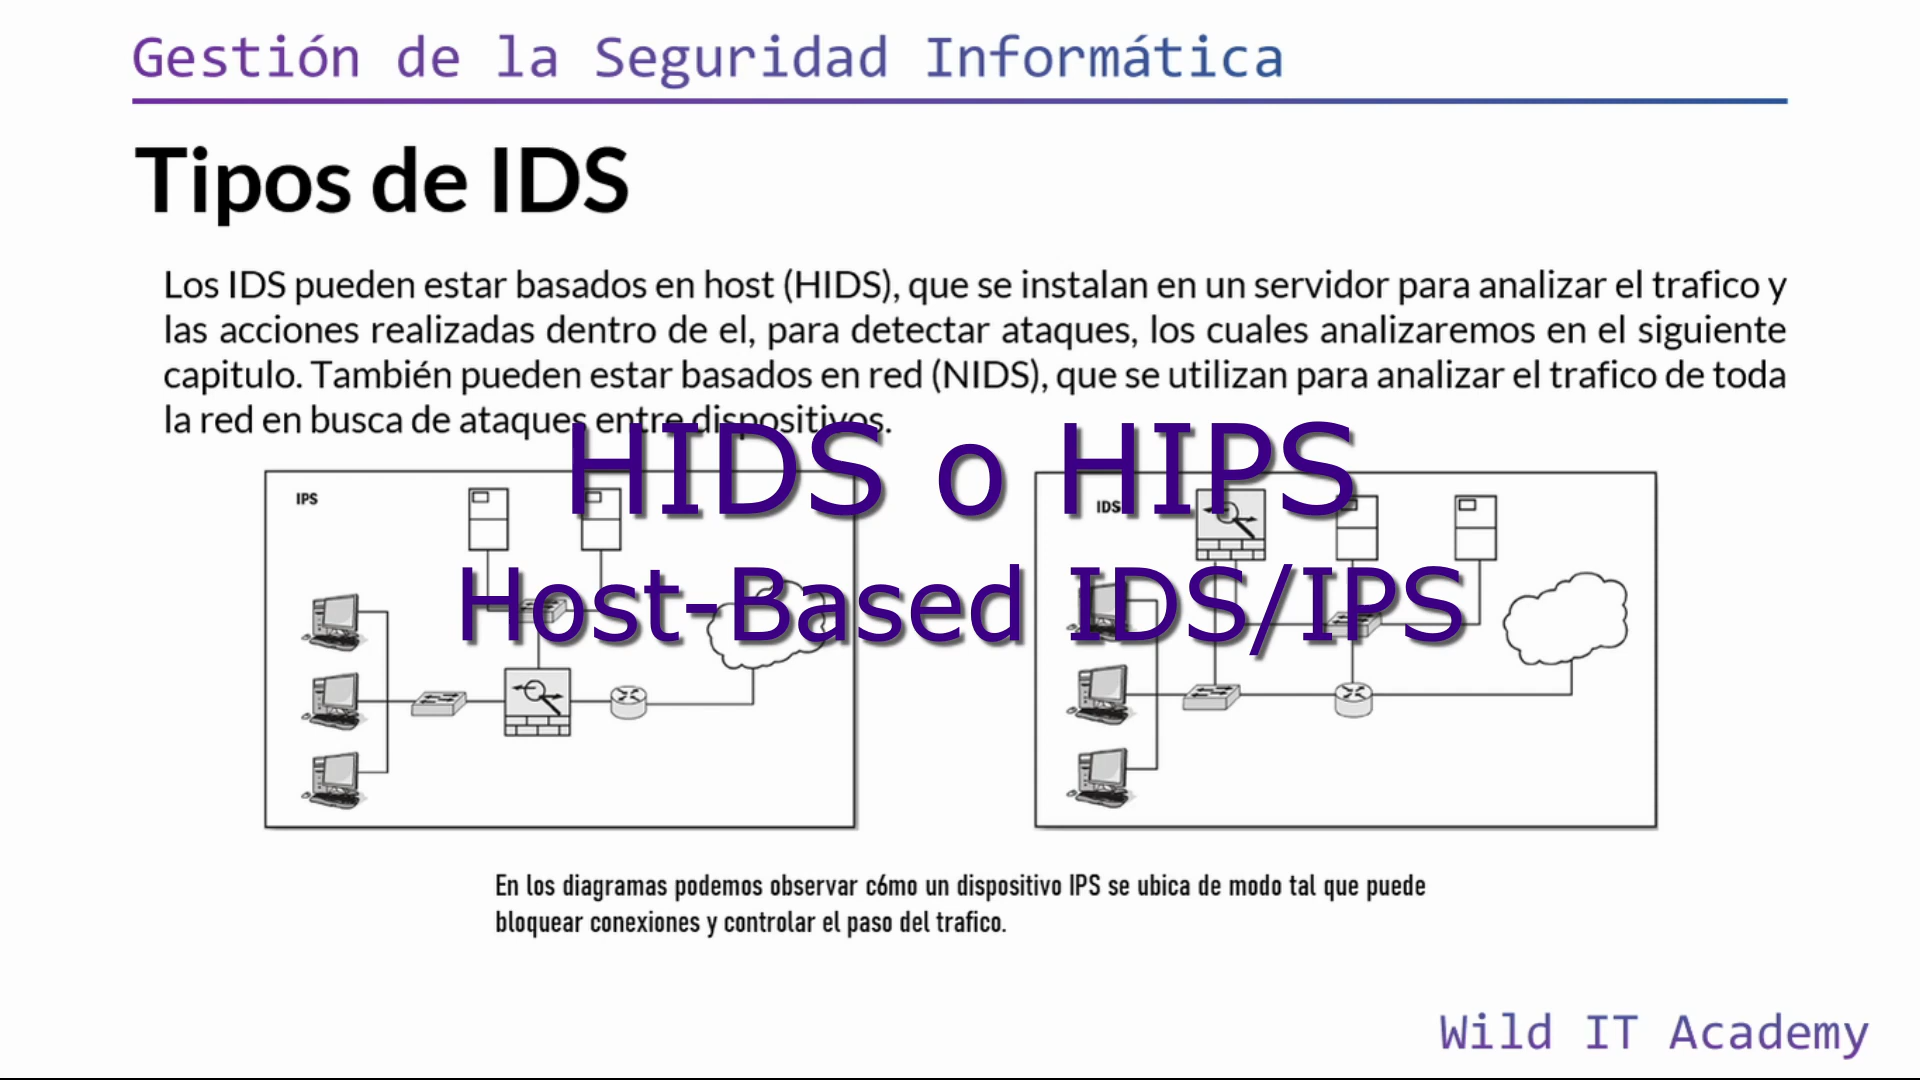 Gestión de la Seguridad Informática
Tipos de IDS
Los IDS pueden estar basados en host (HIDS), que se instalan en un servidor para analizar el trafico y
las acciones realizadas dentro de el, para detectar ataques, los cuales analizaremos en el siguiente
capitulo. También pueden estar basados en red (NIDS), que se utilizan para analizar el trafico de toda
la red en busca de ataques entre dispositivos.
HIDS o HIPS
Host-Based IDS/IPS
IPS
IDS
En los diagramas podemos observar cómo un dispositivo IPS se ubica de modo tal que puede
bloquear conexiones y controlar el paso del trafico.
Wild IT Academy